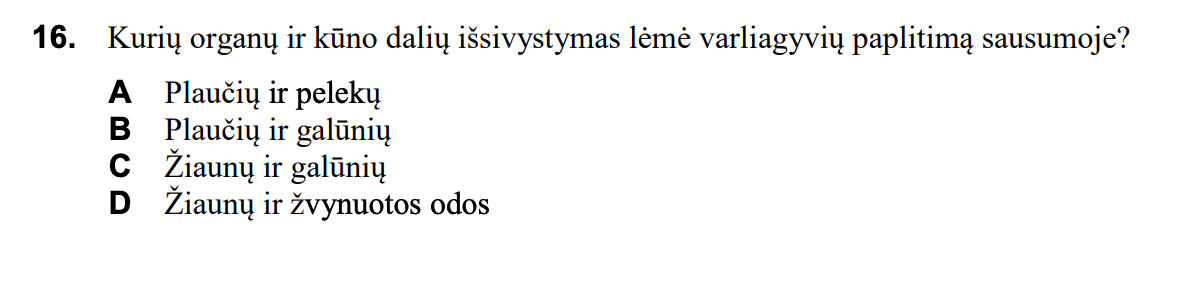 16. Kurių organų ir kūno dalių išsivystymas lėmė varliagyvių paplitimą sausumoje?
A Plaučių ir pelekų
B Plaučių ir galūnių
C Žiaunų ir galūnių
D Žiaunų ir žvynuotos odos